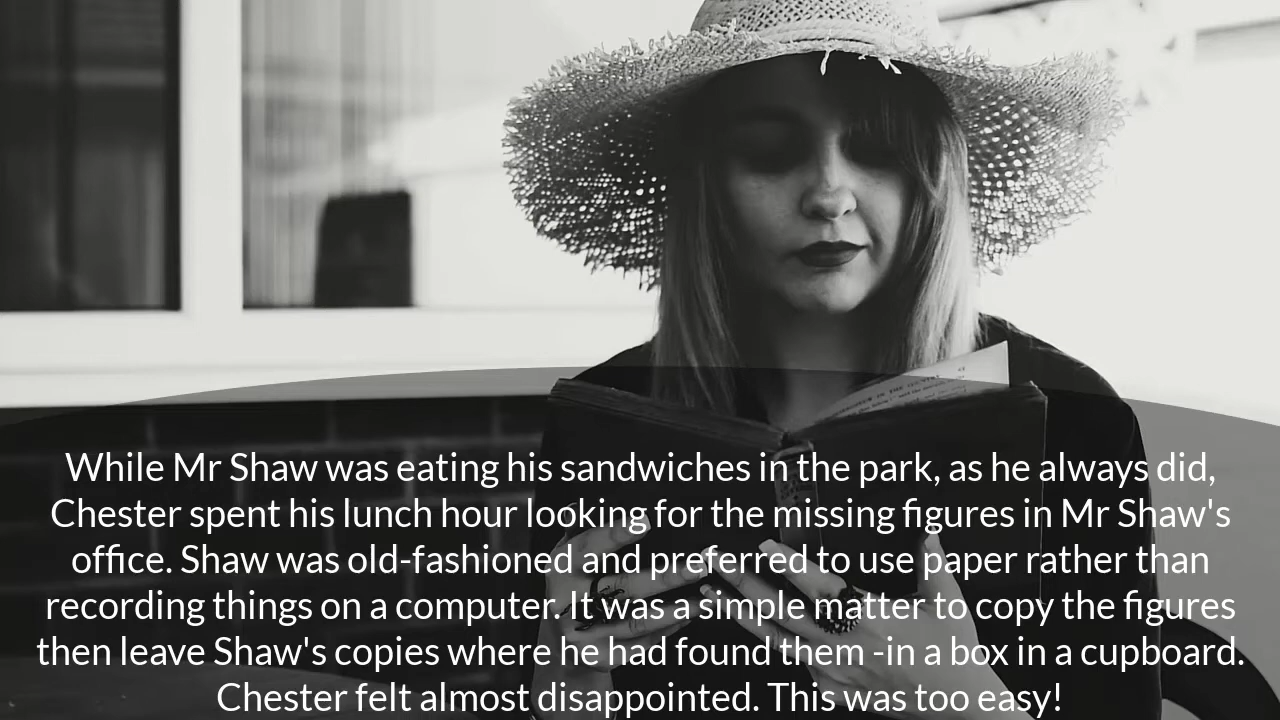 While Mr Shaw was eating his sandwiches in the park, as he always did,
Chester spent his lunch hour looking for the missing figures in Mr Shaw's
office. Shaw was old-fashioned and preferred to use paper rather than
recording things on a computer. It was a simple matter to copy the figures
then leave Shaw's copies where he had found them -in a box in a cupboard.
Chester felt almost disappointed. This was too easy!